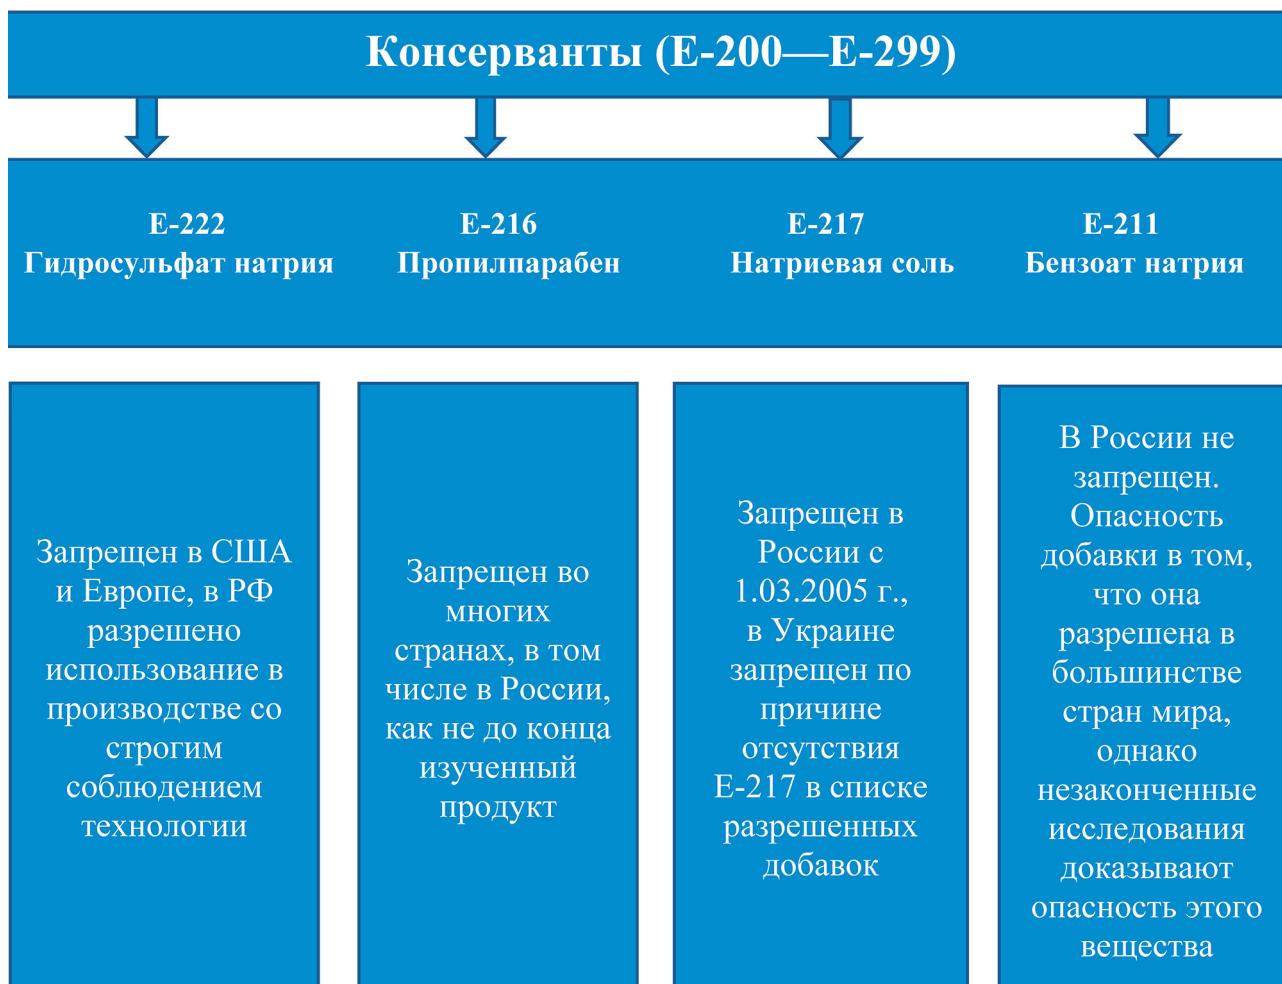 Консерванты (Е-200—Е-299)
Е-222
Гидросульфат натрия
Е-216
Пропилпарабен
Е-217
Натриевая соль
Е-211
Бензоат натрия
Запрещен в США
и Европе, в РФ
разрешено
использование в
производстве со
строгим
соблюдением
технологии
Запрещен во
многих
странах, в том
числе в России,
как не до конца
изученный
продукт
Запрещен в
России с
1.03.2005 г.,
в Украине
запрещен по
причине
отсутствия
Е-217 в списке
разрешенных
добавок
В России не
запрещен.
Опасность
добавки в том,
что она
разрешена в
большинстве
стран мира,
однако
незаконченные
исследования
доказывают
опасность этого
вещества